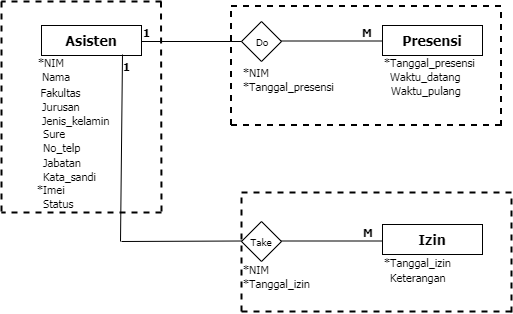 Asisten
1
1
*NIM
Nama
Fakultas
Jurusan
Jenis_kelamin
Sure
No_telp
Jabatan
Kata_sandi
*Imei
Status
Do
*NIM
*Tanggal_presensi
M
Presensi
*Tanggal_presensi
Waktu_datang
Waktu_pulang
Take
*NIM
*Tanggal_izin
M
Izin
*Tanggal_izin
Keterangan